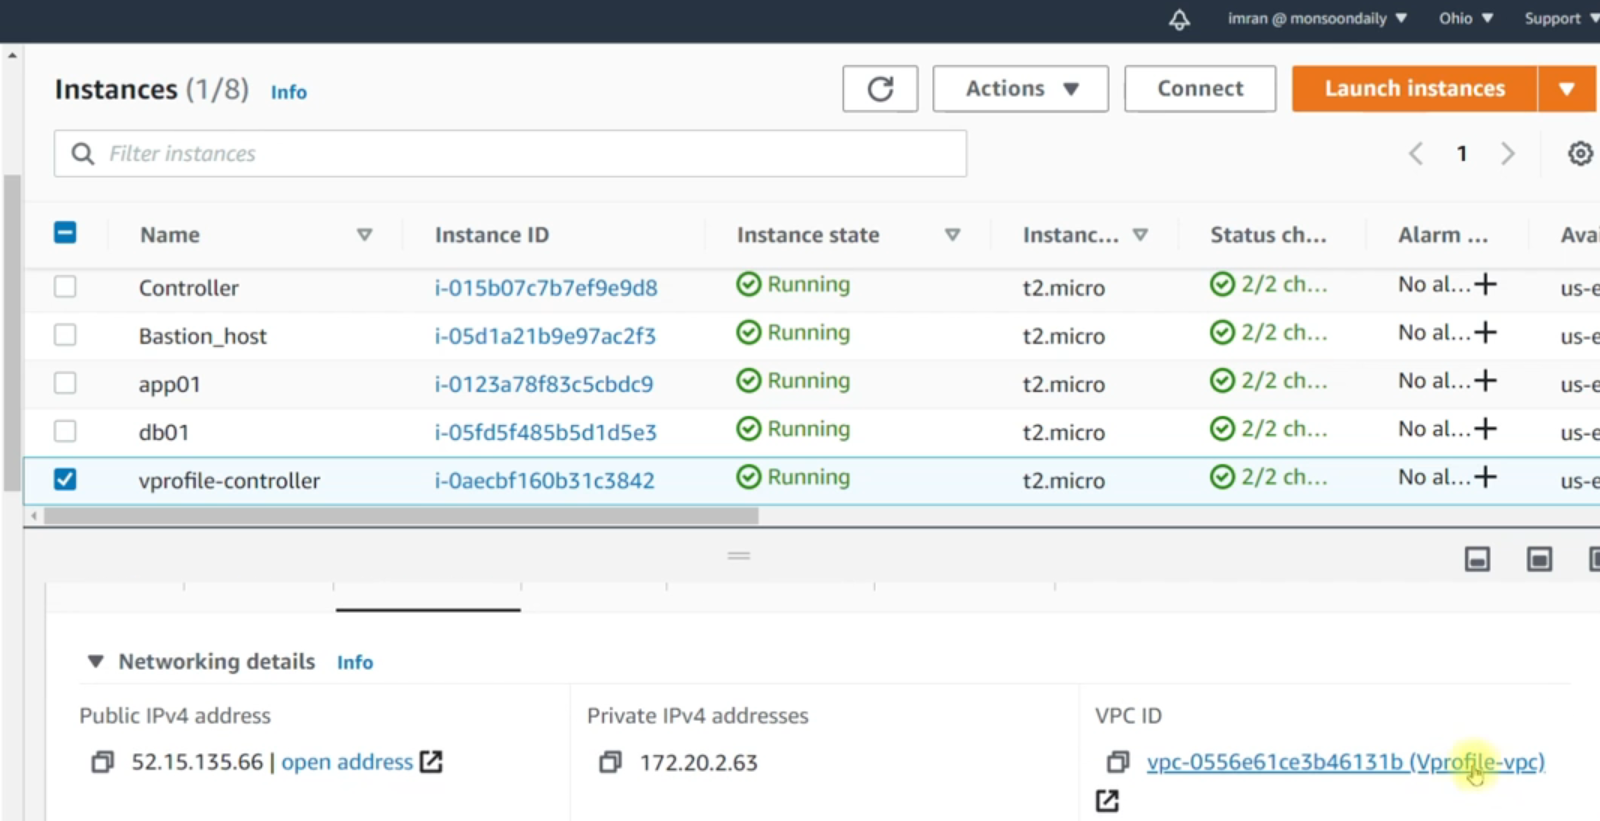 imran @ monsoondaily Ohio Support
Instances (1/8) Info
Actions Connect Launch instances
Filter instances
1
Name Instance ID Instance state Instanc... Status ch... Alarm ... Avai
Controller i-015b07c7b7ef9e9d8 Running t2.micro 2/2 ch... No al... us-e
Bastion_host i-05d1a21b9e97ac2f3 Running t2.micro 2/2 ch... No al... us-e
app01 i-0123a78f83c5cbdc9 Running t2.micro 2/2 ch... No al... us-e
db01 i-05fd5f485b5d1d5e3 Running t2.micro 2/2 ch... No al... us-e
vprofile-controller i-0aecbf160b31c3842 Running t2.micro 2/2 ch... No al... us-e
Networking details Info
Public IPv4 address Private IPv4 addresses VPC ID
52.15.135.66 | open address 172.20.2.63 vpc-0556e61ce3b46131b (Vprofile-vpc)